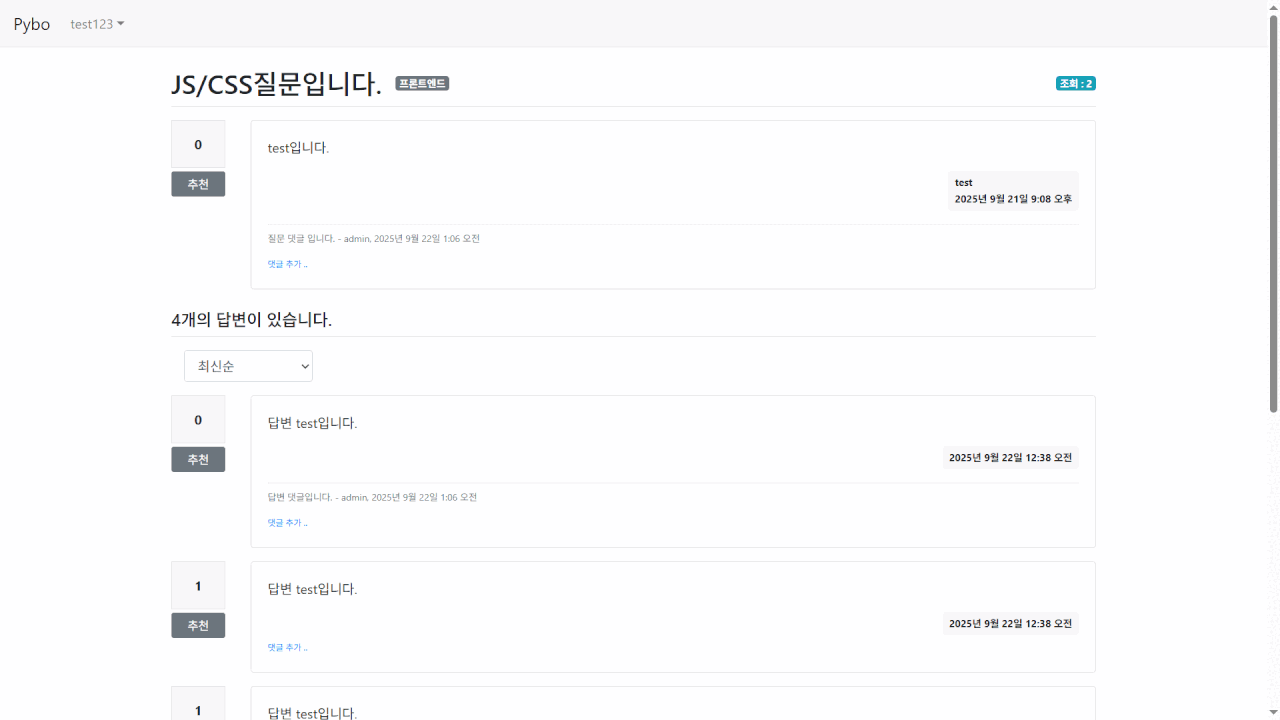 Pybo test123
JS/CSS질문입니다. 프론트엔드 조회 : 2
0
추천
test입니다.
test
2025년 9월 21일 9:08 오후
질문 댓글 입니다. - admin, 2025년 9월 22일 1:06 오전
댓글 추가 ..
4개의 답변이 있습니다.
최신순
0
추천
답변 test입니다.
2025년 9월 22일 12:38 오전
답변 댓글입니다. - admin, 2025년 9월 22일 1:06 오전
댓글 추가 ..
1
추천
답변 test입니다.
2025년 9월 22일 12:38 오전
댓글 추가 ..
1
답변 test입니다.